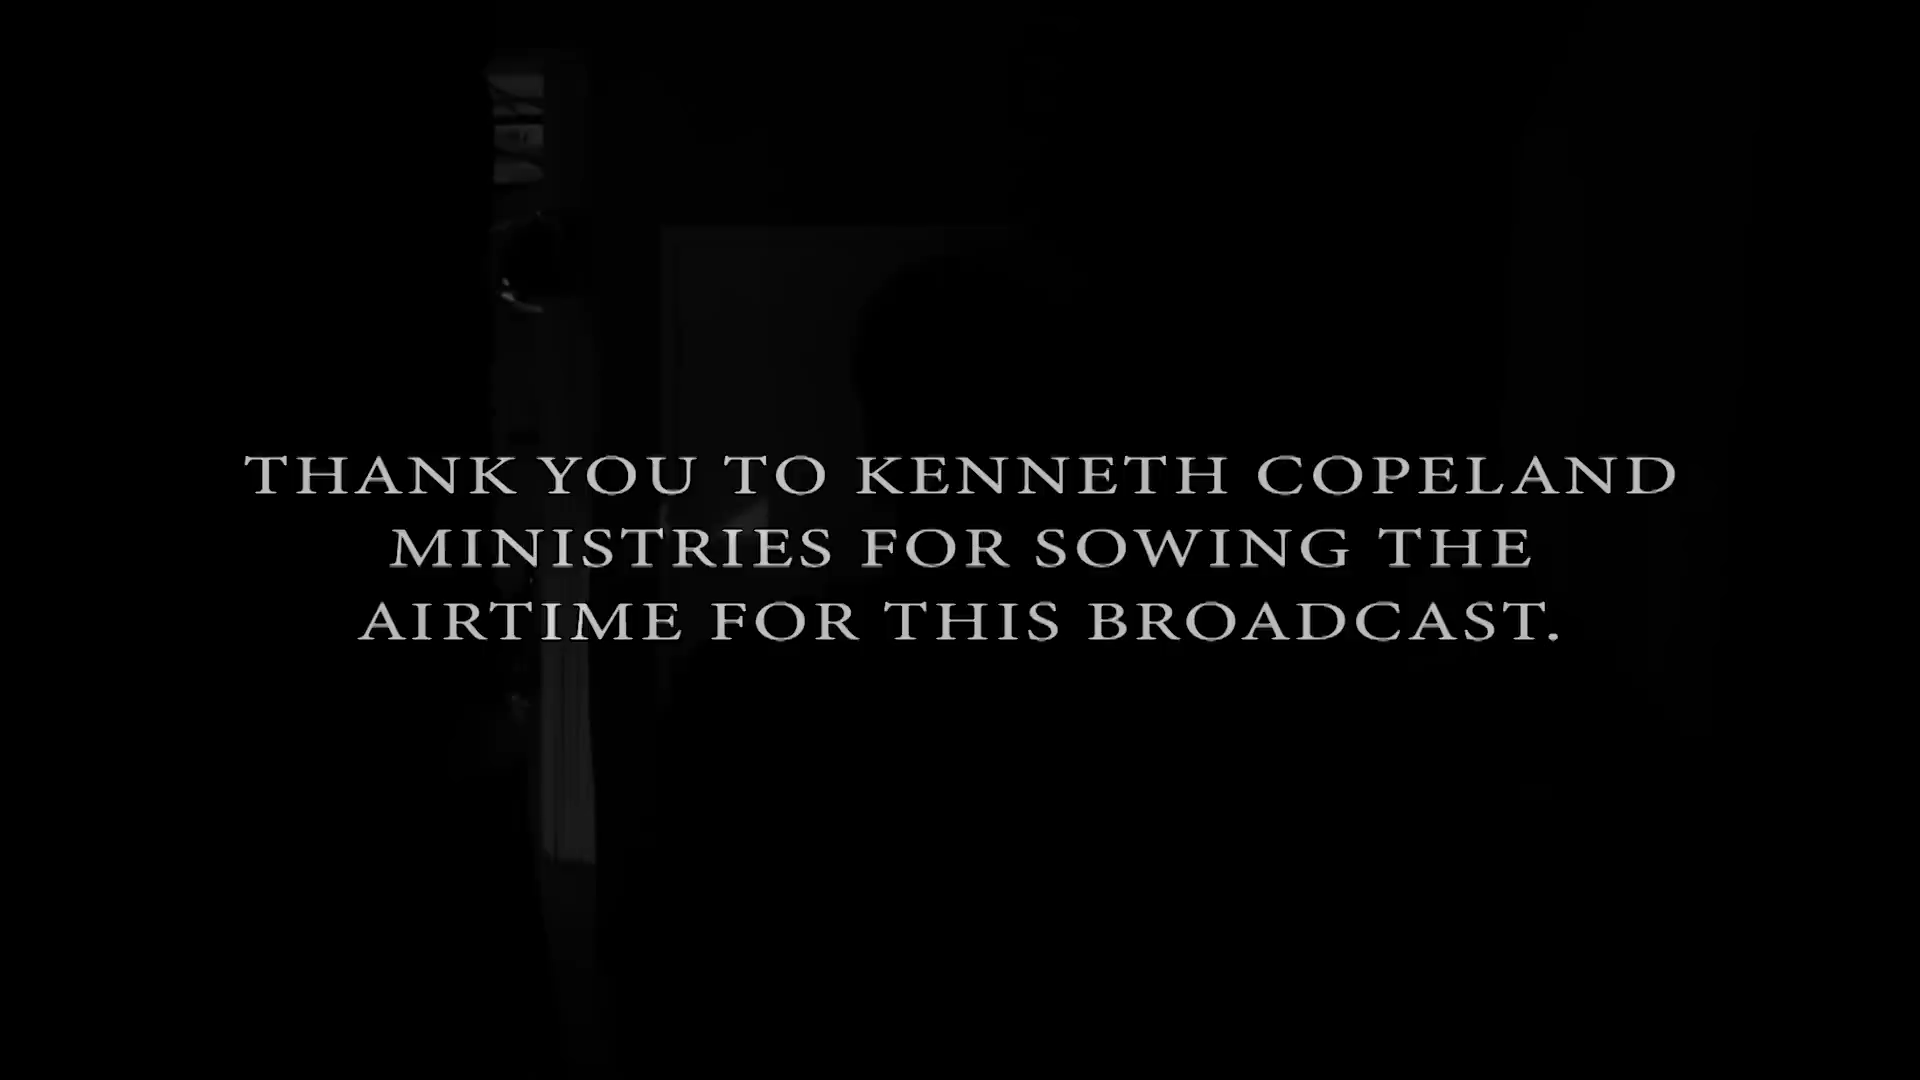 THANK YOU TO KENNETH COPELAND
MINISTRIES FOR SOWING THE
AIRTIME FOR THIS BROADCAST.